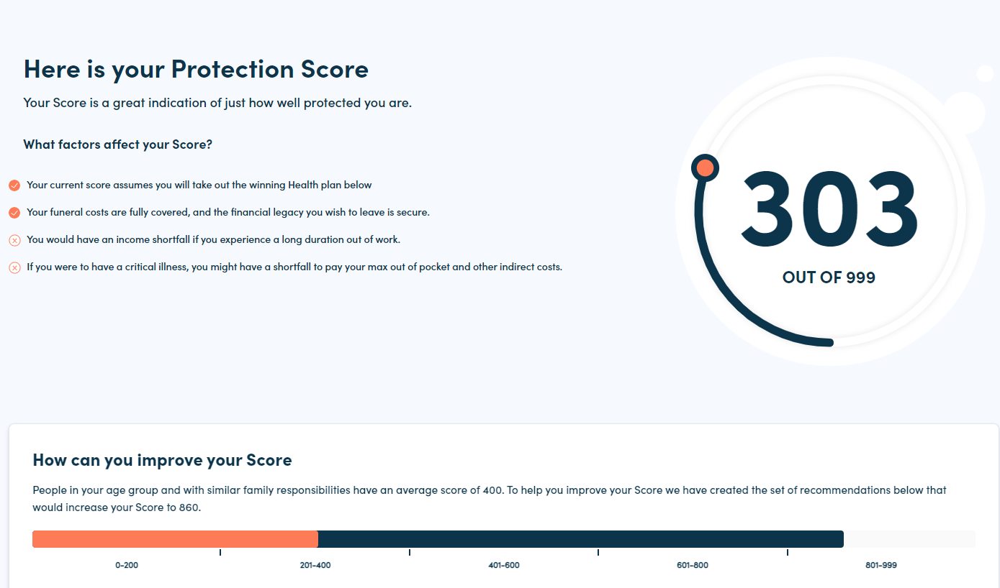 Here is your Protection Score
Your Score is a great indication of just how well protected you are.
What factors affect your Score?
Your current score assumes you will take out the winning Health plan below
Your funeral costs are fully covered, and the financial legacy you wish to leave is secure.
You would have an income shortfall if you experience a long duration out of work.
If you were to have a critical illness, you might have a shortfall to pay your max out of pocket and other indirect costs.
303
OUT OF 999
How can you improve your Score
People in your age group and with similar family responsibilities have an average score of 400. To help you improve your Score we have created the set of recommendations below that
would increase your Score to 860.
0-200 201-400 401-600 601-800 801-999